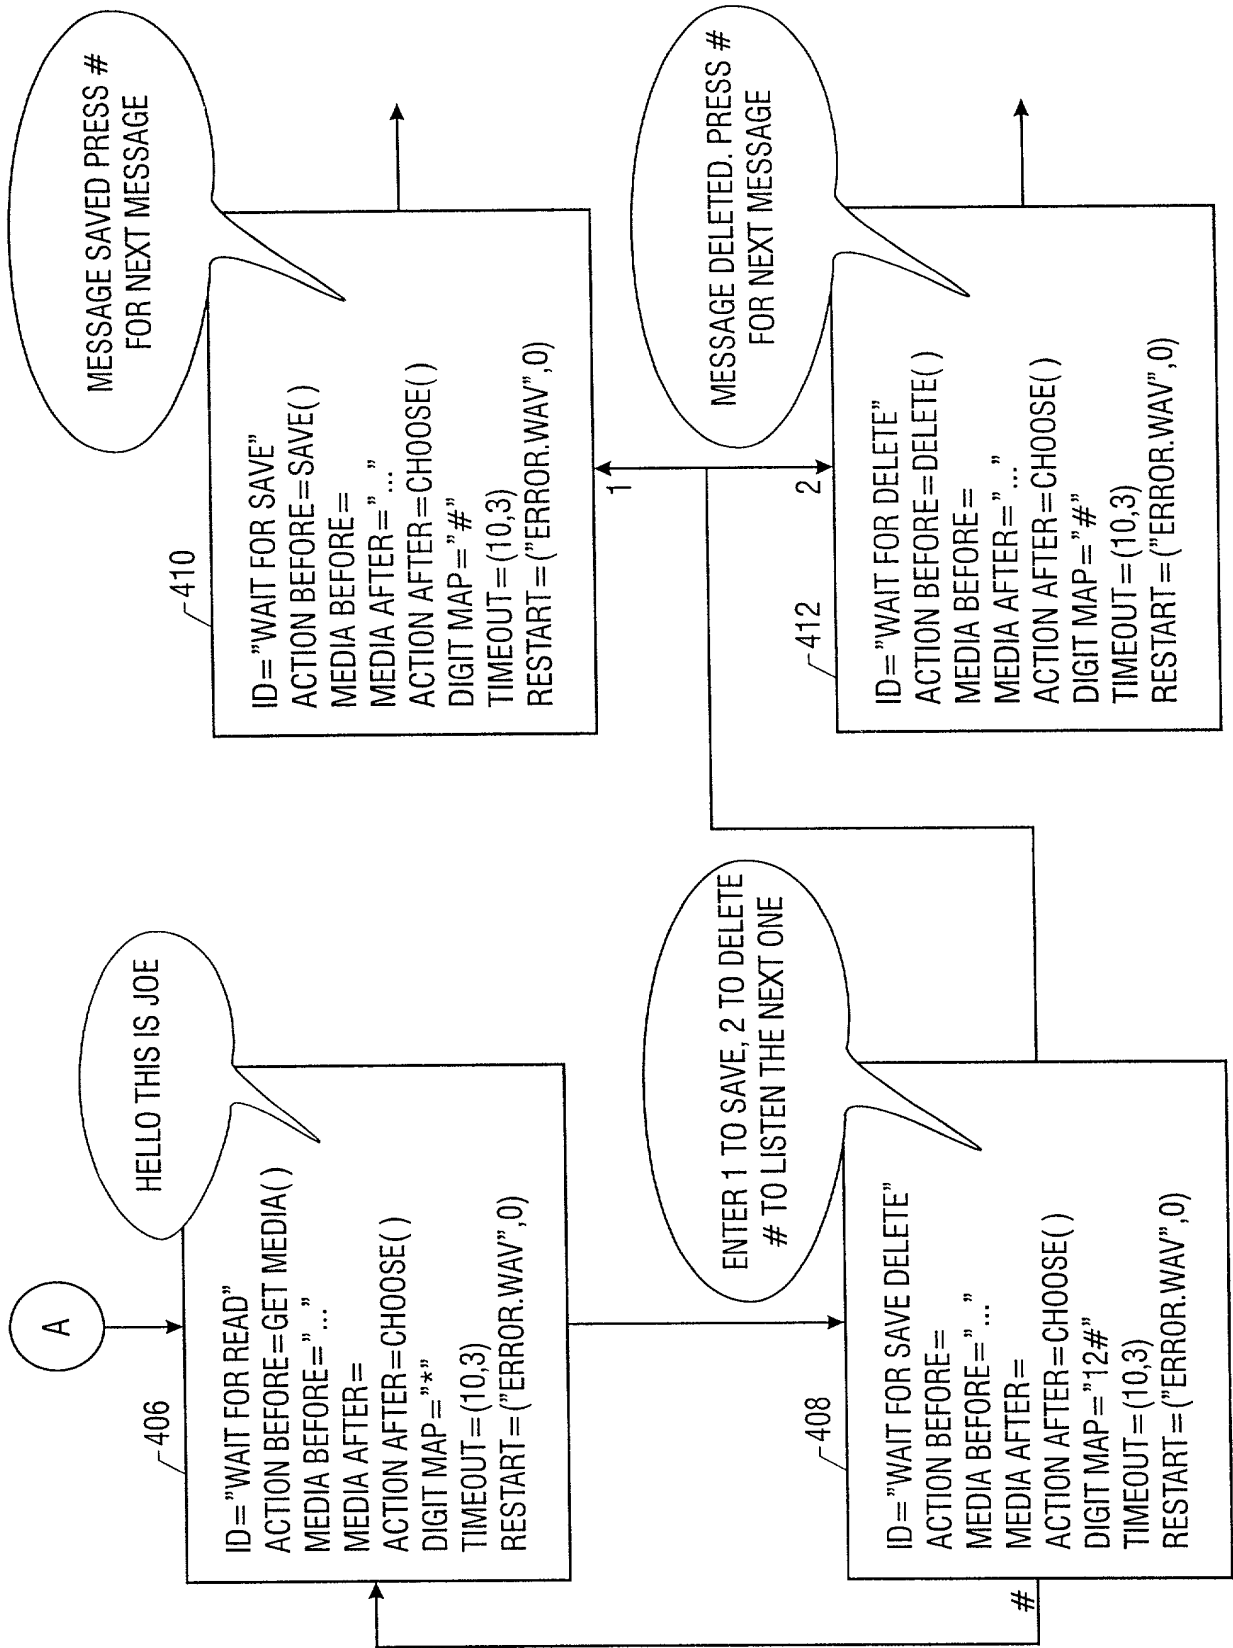 A
HELLO THIS IS JOE
406
ID="WAIT FOR READ"
ACTION BEFORE=GET MEDIA( )
MEDIA BEFORE=" ... "
MEDIA AFTER=
ACTION AFTER=CHOOSE( )
DIGIT MAP="*"
TIMEOUT=(10,3)
RESTART=("ERROR.WAV",0)
ENTER 1 TO SAVE, 2 TO DELETE
# TO LISTEN THE NEXT ONE
408
ID="WAIT FOR SAVE DELETE"
ACTION BEFORE=
MEDIA BEFORE=" ... "
MEDIA AFTER=
ACTION AFTER=CHOOSE( )
DIGIT MAP="12#"
TIMEOUT=(10,3)
RESTART=("ERROR.WAV",0)
#
MESSAGE SAVED PRESS #
FOR NEXT MESSAGE
410
ID="WAIT FOR SAVE"
ACTION BEFORE=SAVE( )
MEDIA BEFORE=
MEDIA AFTER=" ... "
ACTION AFTER=CHOOSE( )
DIGIT MAP="#"
TIMEOUT=(10,3)
RESTART=("ERROR.WAV",0)
1
2
MESSAGE DELETED. PRESS #
FOR NEXT MESSAGE
412
ID="WAIT FOR DELETE"
ACTION BEFORE=DELETE( )
MEDIA BEFORE=
MEDIA AFTER=" ... "
ACTION AFTER=CHOOSE( )
DIGIT MAP="#"
TIMEOUT=(10,3)
RESTART=("ERROR.WAV",0)